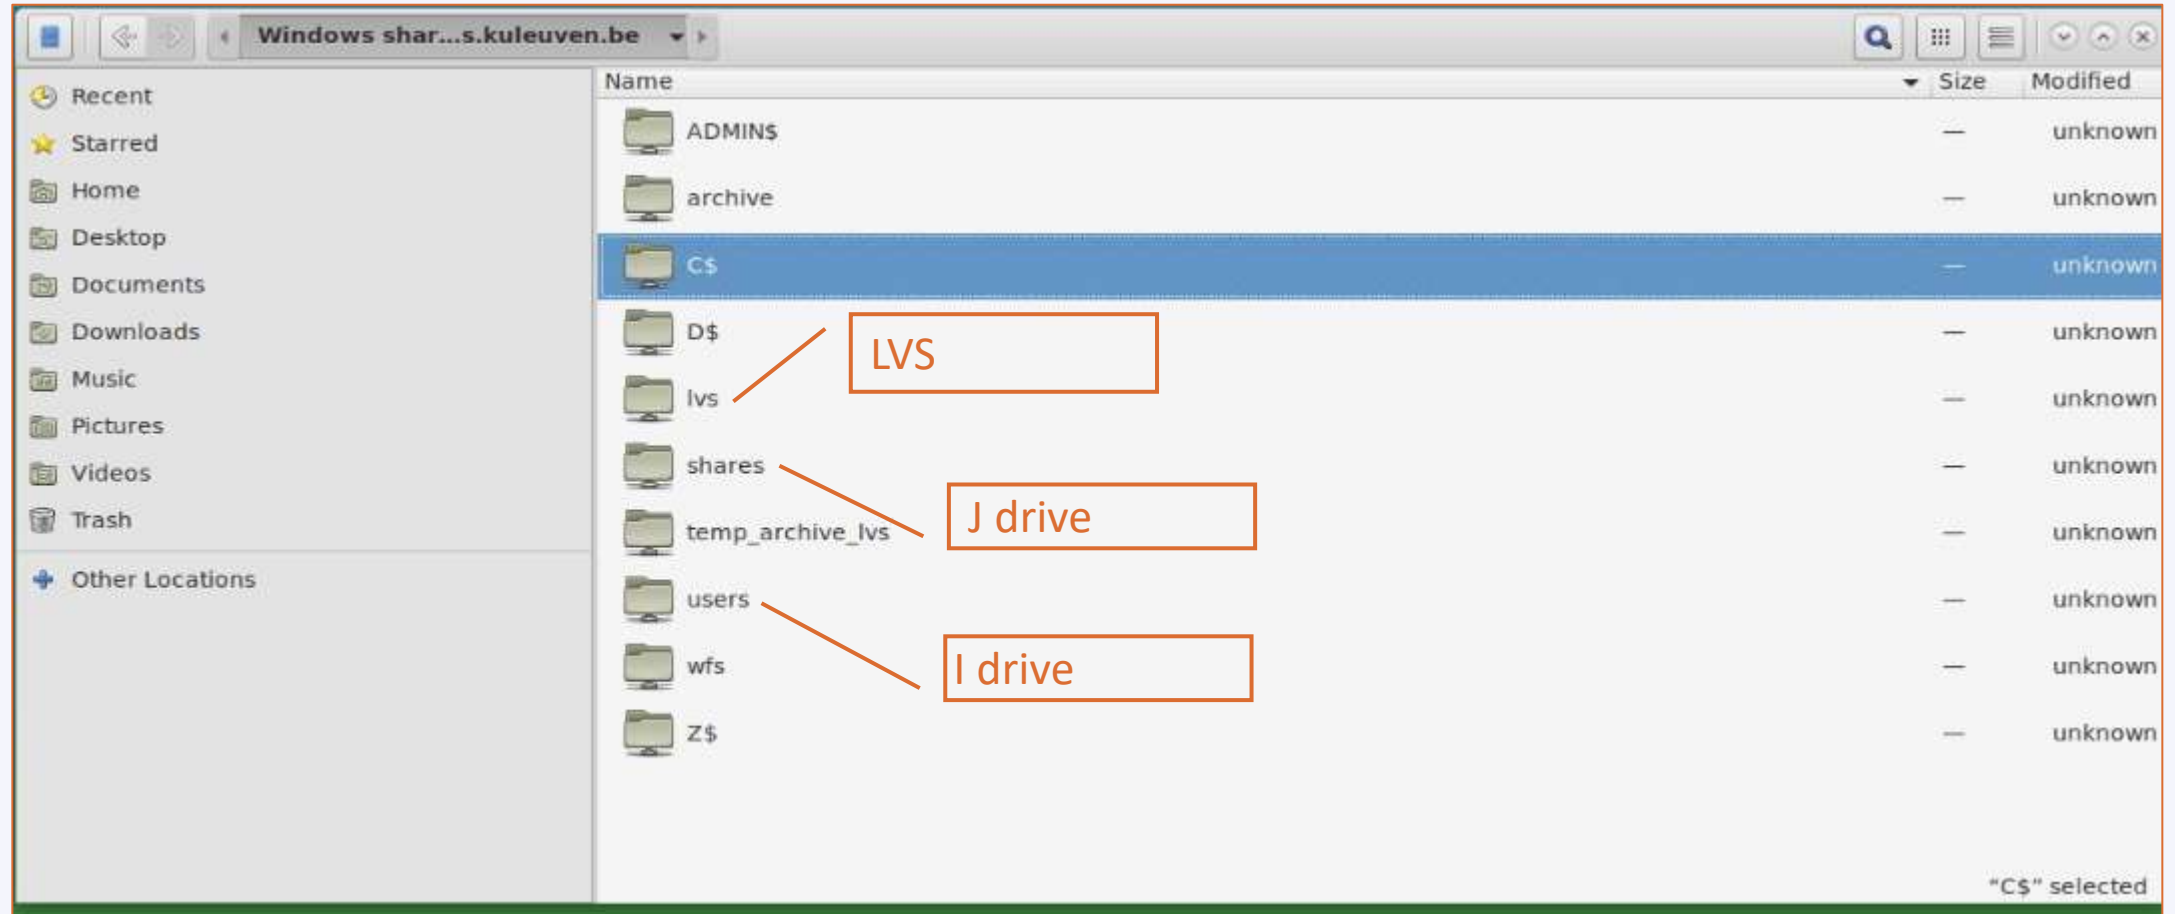 Windows shar...s.kuleuven.be
Recent
Starred
Home
Desktop
Documents
Downloads
Music
Pictures
Videos
Trash
Other Locations
Name Size Modified
ADMIN$ — unknown
archive — unknown
C$ — unknown
D$ — unknown
LVS
lvs — unknown
shares — unknown
J drive
temp_archive_lvs — unknown
users — unknown
I drive
wfs — unknown
Z$ — unknown
"C$" selected